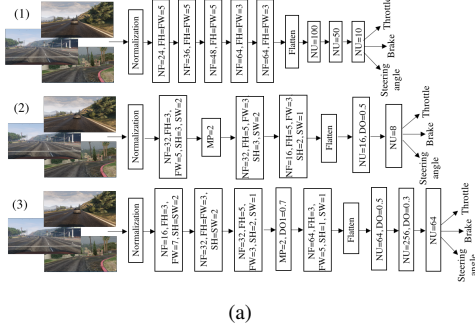 (1)
Normalization
NF=24, FH=FW=5
NF=36, FH=FW=5
NF=48, FH=FW=5
NF=64, FH=FW=3
NF=64, FH=FW=3
Flatten
NU=100
NU=50
NU=10
Throttle
Brake
Steering
angle
(2)
Normalization
NF=32,FH=3,
FW=5, SH=3, SW=2
MP=2
NF=32, FH=5, FW=3
SH=3, SW=2
NF=16, FH=5, FW=3
SH=2, SW=1
Flatten
NU=16, DO=0.5
NU=8
Throttle
Brake
Steering
angle
(3)
Normalization
NF=16, FH=3,
FW=7, SH=SW=2
NF=32, FH=FW=3,
SH=SW=2
NF=32, FH=5,
FW=3, SH=2, SW=1
MP=2, DO1=0.7
NF=64, FH=3,
FW=5, SH=1, SW=1
Flatten
NU=64, DO=0.5
NU=256, DO=0.3
NU=64
Throttle
Brake
Steering
angle
(a)